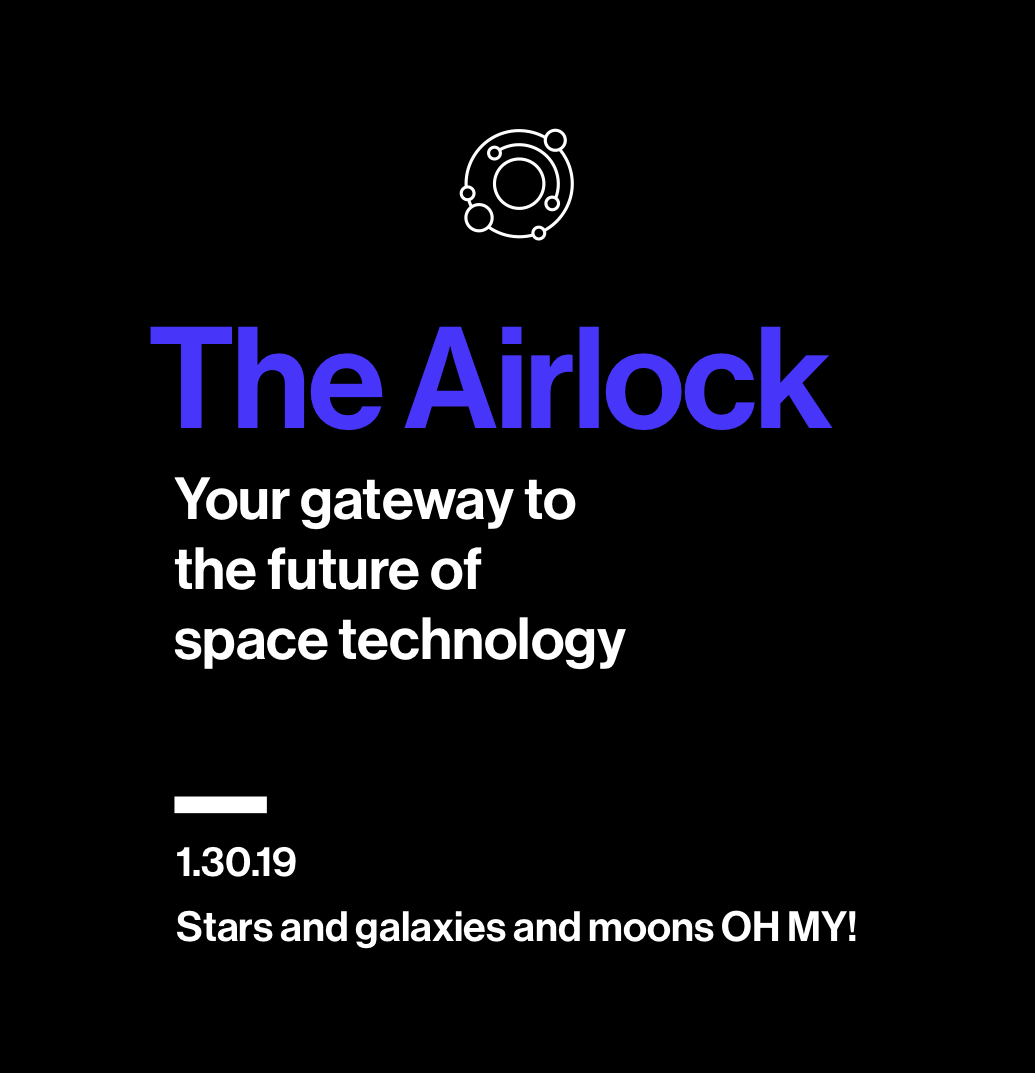 The Airlock
Your gateway to
the future of
space technology
1.30.19
Stars and galaxies and moons OH MY!